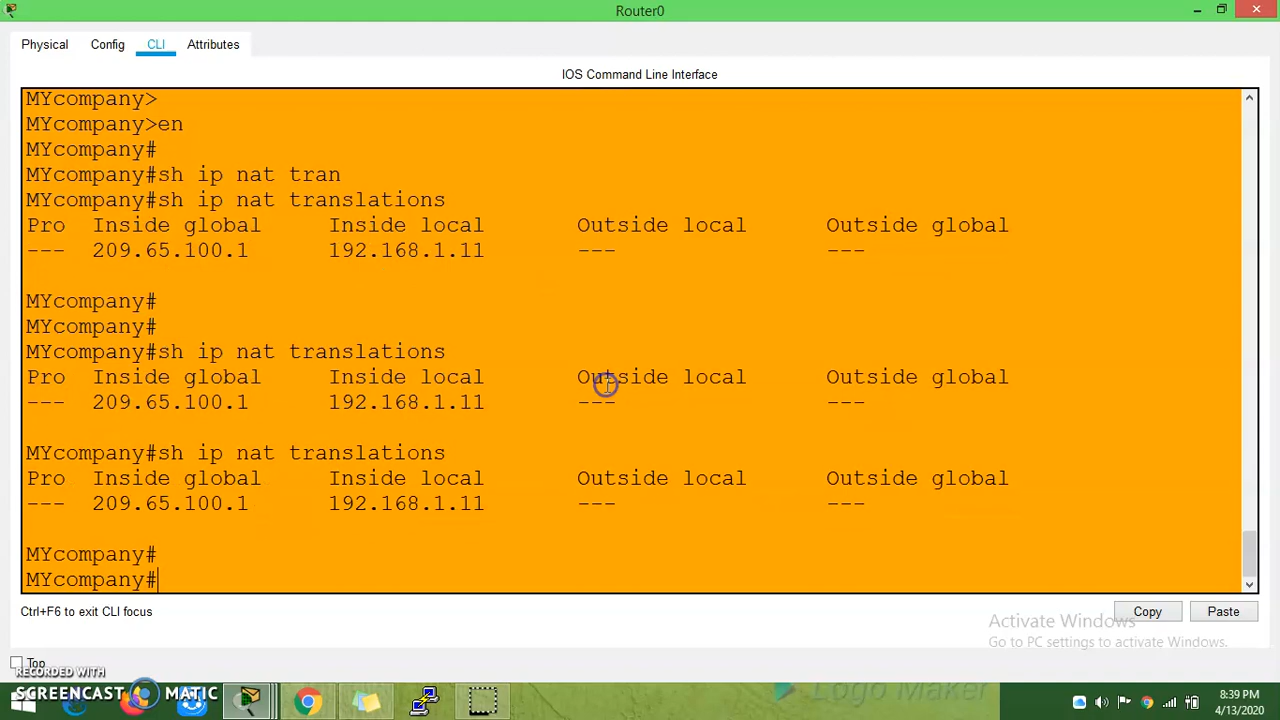 Router0
Physical Config CLI Attributes
IOS Command Line Interface
MYcompany>
MYcompany>en
MYcompany#
MYcompany#sh ip nat tran
MYcompany#sh ip nat translations
Pro Inside global Inside local Outside local Outside global
--- 209.65.100.1 192.168.1.11 --- ---
MYcompany#
MYcompany#
MYcompany#sh ip nat translations
Pro Inside global Inside local Outside local Outside global
--- 209.65.100.1 192.168.1.11 --- ---
MYcompany#sh ip nat translations
Pro Inside global Inside local Outside local Outside global
--- 209.65.100.1 192.168.1.11 --- ---
MYcompany#
MYcompany#
Ctrl+F6 to exit CLI focus
Copy Paste
Activate Windows
Go to PC settings to activate Windows.
Top
RECORDED WITH
SCREENCAST MATIC
Logo Maker
8:39 PM
4/13/2020